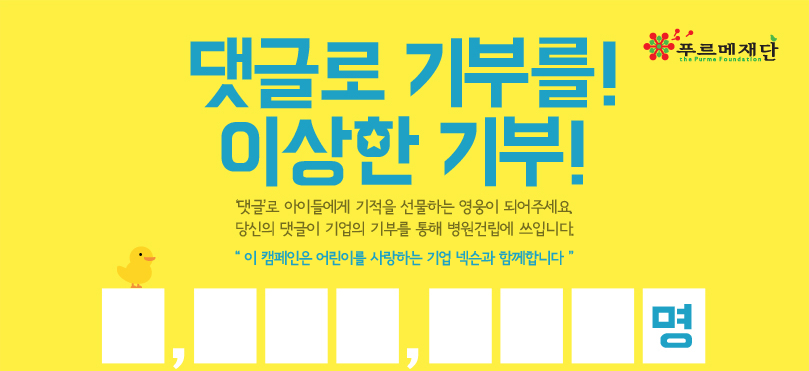 댓글로 기부를!
푸르메재단
the Purme Foundation
이상한 기부!
'댓글'로 아이들에게 기적을 선물하는 영웅이 되어주세요.
당신의 댓글이 기업의 기부를 통해 병원건립에 쓰입니다.
" 이 캠페인은 어린이를 사랑하는 기업 넥슨과 함께합니다 "
, , 명